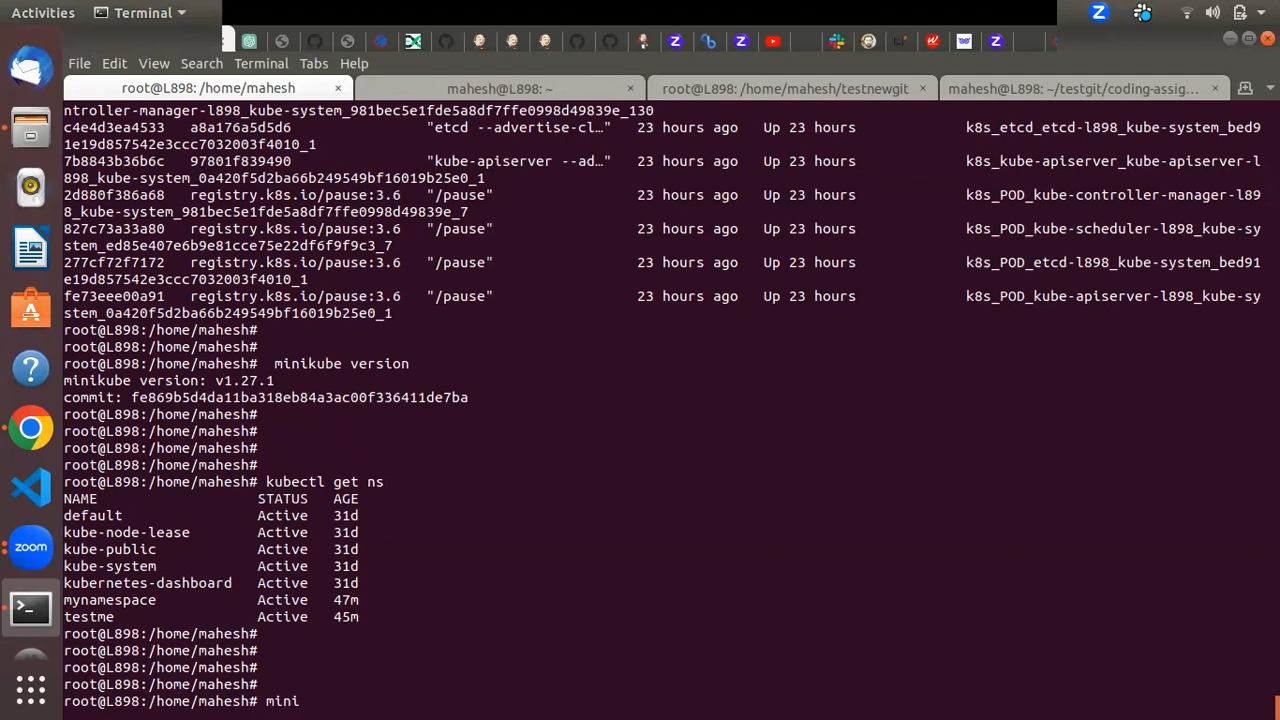 Activities Terminal
File Edit View Search Terminal Tabs Help
root@L898: /home/mahesh × mahesh@L898: ~ × root@L898: /home/mahesh/testnewgit × mahesh@L898: ~/testgit/coding-assig… ×
ntroller-manager-l898_kube-system_981bec5e1fde5a8df7ffe0998d49839e_130
c4e4d3ea4533 a8a176a5d5d6 "etcd --advertise-cl…" 23 hours ago Up 23 hours k8s_etcd_etcd-l898_kube-system_bed9
1e19d857542e3ccc7032003f4010_1
7b8843b36b6c 97801f839490 "kube-apiserver --ad…" 23 hours ago Up 23 hours k8s_kube-apiserver_kube-apiserver-l
898_kube-system_0a420f5d2ba66b249549bf16019b25e0_1
2d880f386a68 registry.k8s.io/pause:3.6 "/pause" 23 hours ago Up 23 hours k8s_POD_kube-controller-manager-l89
8_kube-system_981bec5e1fde5a8df7ffe0998d49839e_7
827c73a33a80 registry.k8s.io/pause:3.6 "/pause" 23 hours ago Up 23 hours k8s_POD_kube-scheduler-l898_kube-sy
stem_ed85e407e6b9e81cce75e22df6f9f9c3_7
277cf72f7172 registry.k8s.io/pause:3.6 "/pause" 23 hours ago Up 23 hours k8s_POD_etcd-l898_kube-system_bed91
e19d857542e3ccc7032003f4010_1
fe73eee00a91 registry.k8s.io/pause:3.6 "/pause" 23 hours ago Up 23 hours k8s_POD_kube-apiserver-l898_kube-sy
stem_0a420f5d2ba66b249549bf16019b25e0_1
root@L898:/home/mahesh#
root@L898:/home/mahesh#
root@L898:/home/mahesh# minikube version
minikube version: v1.27.1
commit: fe869b5d4da11ba318eb84a3ac00f336411de7ba
root@L898:/home/mahesh#
root@L898:/home/mahesh#
root@L898:/home/mahesh#
root@L898:/home/mahesh#
root@L898:/home/mahesh# kubectl get ns
NAME STATUS AGE
default Active 31d
kube-node-lease Active 31d
kube-public Active 31d
kube-system Active 31d
kubernetes-dashboard Active 31d
mynamespace Active 47m
testme Active 45m
root@L898:/home/mahesh#
root@L898:/home/mahesh#
root@L898:/home/mahesh#
root@L898:/home/mahesh#
root@L898:/home/mahesh# mini
zoom